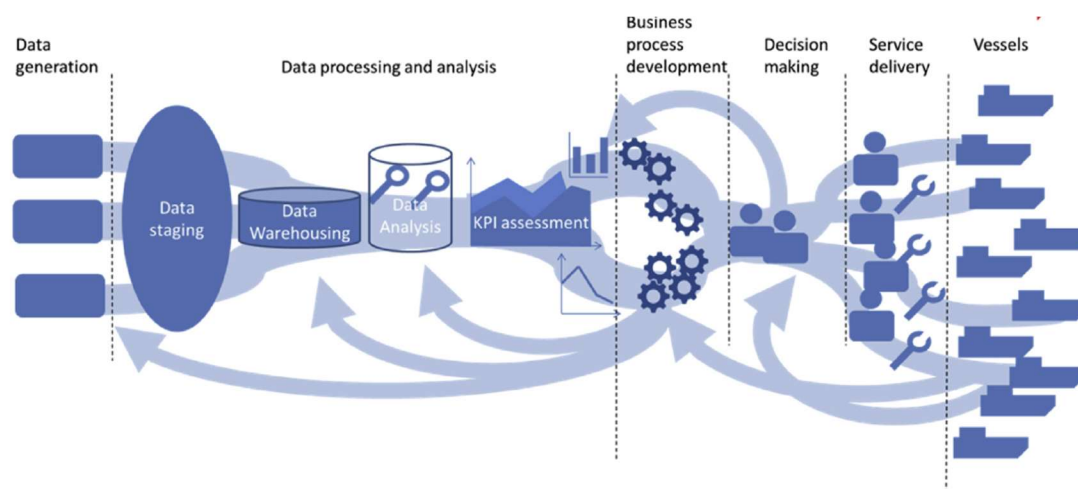 Data
generation
Data processing and analysis
Business
process
development
Decision
making
Service
delivery
Vessels
Data
staging
Data
Warehousing
Data
Analysis
KPI assessment